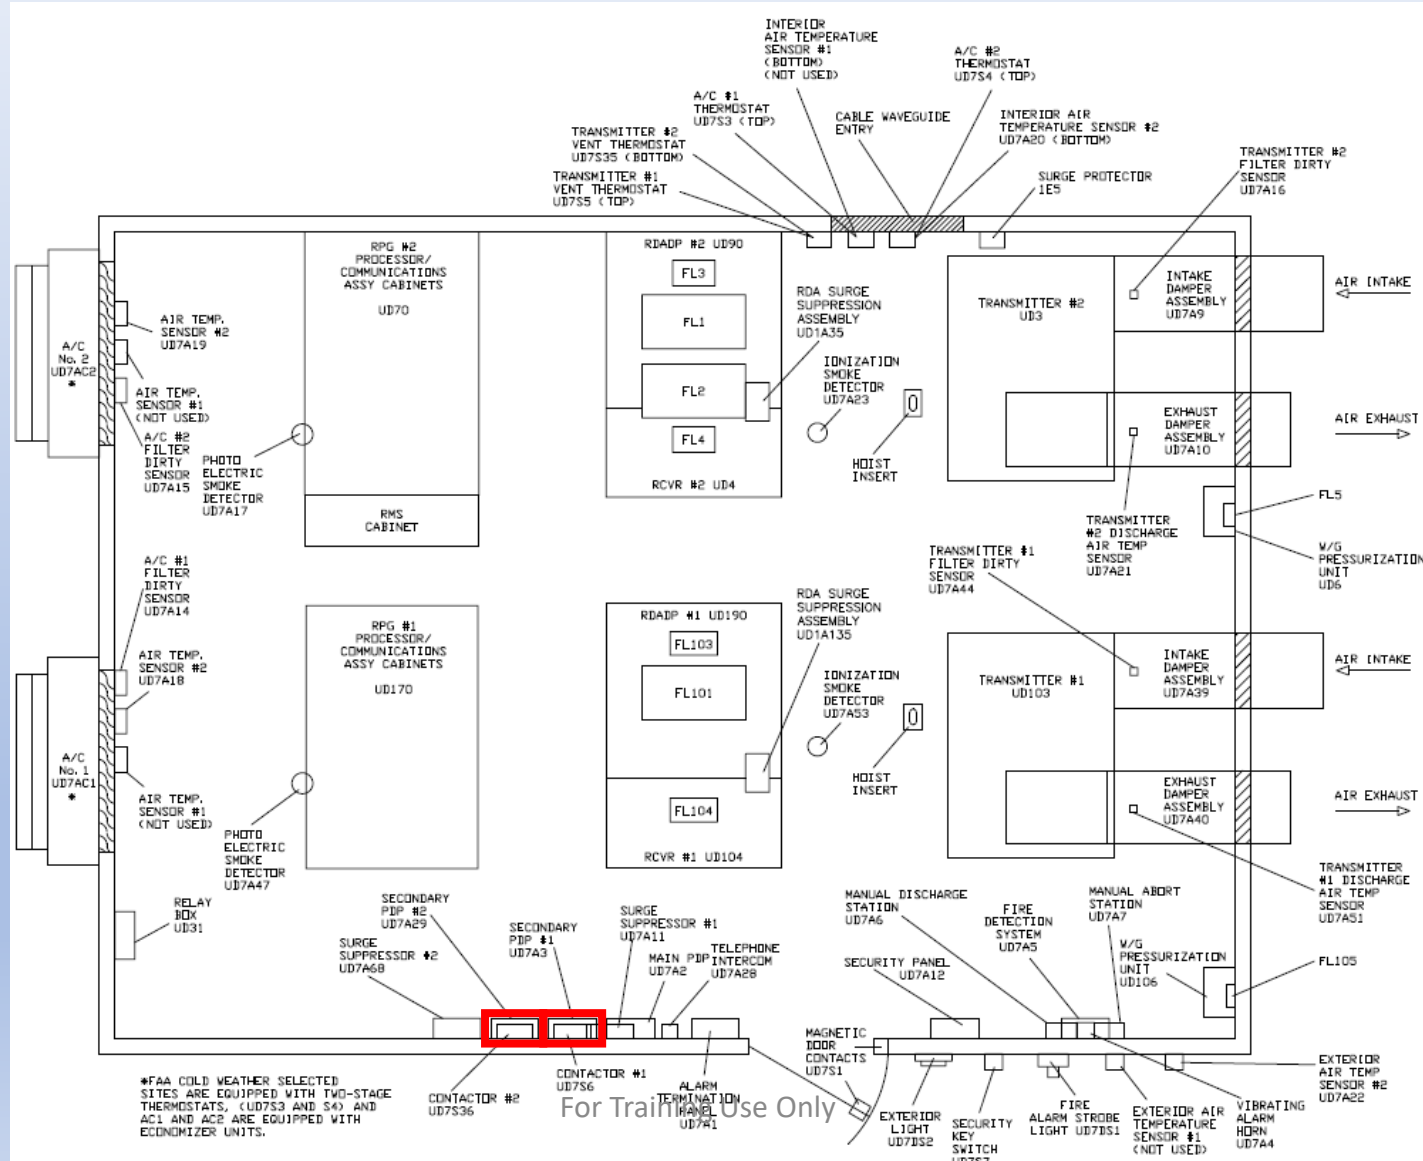 INTERIOR
AIR TEMPERATURE
SENSOR #1
(BOTTOM)
(NOT USED)
A/C #2
THERMOSTAT
UD7S4 (TOP)
A/C #1
THERMOSTAT
UD7S3 (TOP)
CABLE WAVEGUIDE
ENTRY
INTERIOR AIR
TEMPERATURE SENSOR #2
UD7A20 (BOTTOM)
TRANSMITTER #2
VENT THERMOSTAT
UD7S35 (BOTTOM)
TRANSMITTER #1
VENT THERMOSTAT
UD7S5 (TOP)
SURGE PROTECTOR
1E5
TRANSMITTER #2
FILTER DIRTY
SENSOR
UD7A16
RPG #2
PROCESSOR/
COMMUNICATIONS
ASSY CABINETS
UD70
RDADP #2 UD90
FL3
FL1
FL2
FL4
RCVR #2 UD4
RDA SURGE
SUPPRESSION
ASSEMBLY
UD1A35
IONIZATION
SMOKE
DETECTOR
UD7A23
HOIST
INSERT
TRANSMITTER #2
UD3
INTAKE
DAMPER
ASSEMBLY
UD7A9
AIR INTAKE
EXHAUST
DAMPER
ASSEMBLY
UD7A10
AIR EXHAUST
A/C
No. 2
UD7AC2
*
AIR TEMP.
SENSOR #2
UD7A19
AIR TEMP.
SENSOR #1
(NOT USED)
A/C #2
FILTER
DIRTY
SENSOR
UD7A15
PHOTO
ELECTRIC
SMOKE
DETECTOR
UD7A17
RMS
CABINET
FL5
W/G
PRESSURIZATION
UNIT
UD6
TRANSMITTER
#2 DISCHARGE
AIR TEMP
SENSOR
UD7A21
TRANSMITTER #1
FILTER DIRTY
SENSOR
UD7A44
A/C #1
FILTER
DIRTY
SENSOR
UD7A14
AIR TEMP.
SENSOR #2
UD7A18
RPG #1
PROCESSOR/
COMMUNICATIONS
ASSY CABINETS
UD170
RDADP #1 UD190
FL103
FL101
FL104
RCVR #1 UD104
RDA SURGE
SUPPRESSION
ASSEMBLY
UD1A135
IONIZATION
SMOKE
DETECTOR
UD7A53
HOIST
INSERT
TRANSMITTER #1
UD103
INTAKE
DAMPER
ASSEMBLY
UD7A39
AIR INTAKE
EXHAUST
DAMPER
ASSEMBLY
UD7A40
AIR EXHAUST
A/C
No. 1
UD7AC1
*
AIR TEMP.
SENSOR #1
(NOT USED)
PHOTO
ELECTRIC
SMOKE
DETECTOR
UD7A47
RELAY
BOX
UD31
TRANSMITTER
#1 DISCHARGE
AIR TEMP
SENSOR
UD7A51
SECONDARY
PDP #2
UD7A29
SURGE
SUPPRESSOR #2
UD7A68
SECONDARY
PDP #1
UD7A3
SURGE
SUPPRESSOR #1
UD7A11
MAIN PDP
UD7A2
TELEPHONE
INTERCOM
UD7A28
MANUAL DISCHARGE
STATION
UD7A6
FIRE
DETECTION
SYSTEM
UD7A5
MANUAL ABORT
STATION
UD7A7
SECURITY PANEL
UD7A12
W/G
PRESSURIZATION
UNIT
UD106
FL105
MAGNETIC
DOOR
CONTACTS
UD7S1
CONTACTOR #2
UD7S36
CONTACTOR #1
UD7S6
ALARM
TERMINATION
PANEL
UD7A1
EXTERIOR
LIGHT
UD7DS2
SECURITY
KEY
SWITCH
UD7S7
FIRE
ALARM STROBE
LIGHT UD7DS1
EXTERIOR AIR
TEMPERATURE
SENSOR #1
(NOT USED)
VIBRATING
ALARM
HORN
UD7A4
EXTERIOR
AIR TEMP
SENSOR #2
UD7A22
*FAA COLD WEATHER SELECTED
SITES ARE EQUIPPED WITH TWO-STAGE
THERMOSTATS, (UD7S3 AND S4) AND
AC1 AND AC2 ARE EQUIPPED WITH
ECONOMIZER UNITS.
For Training Use Only